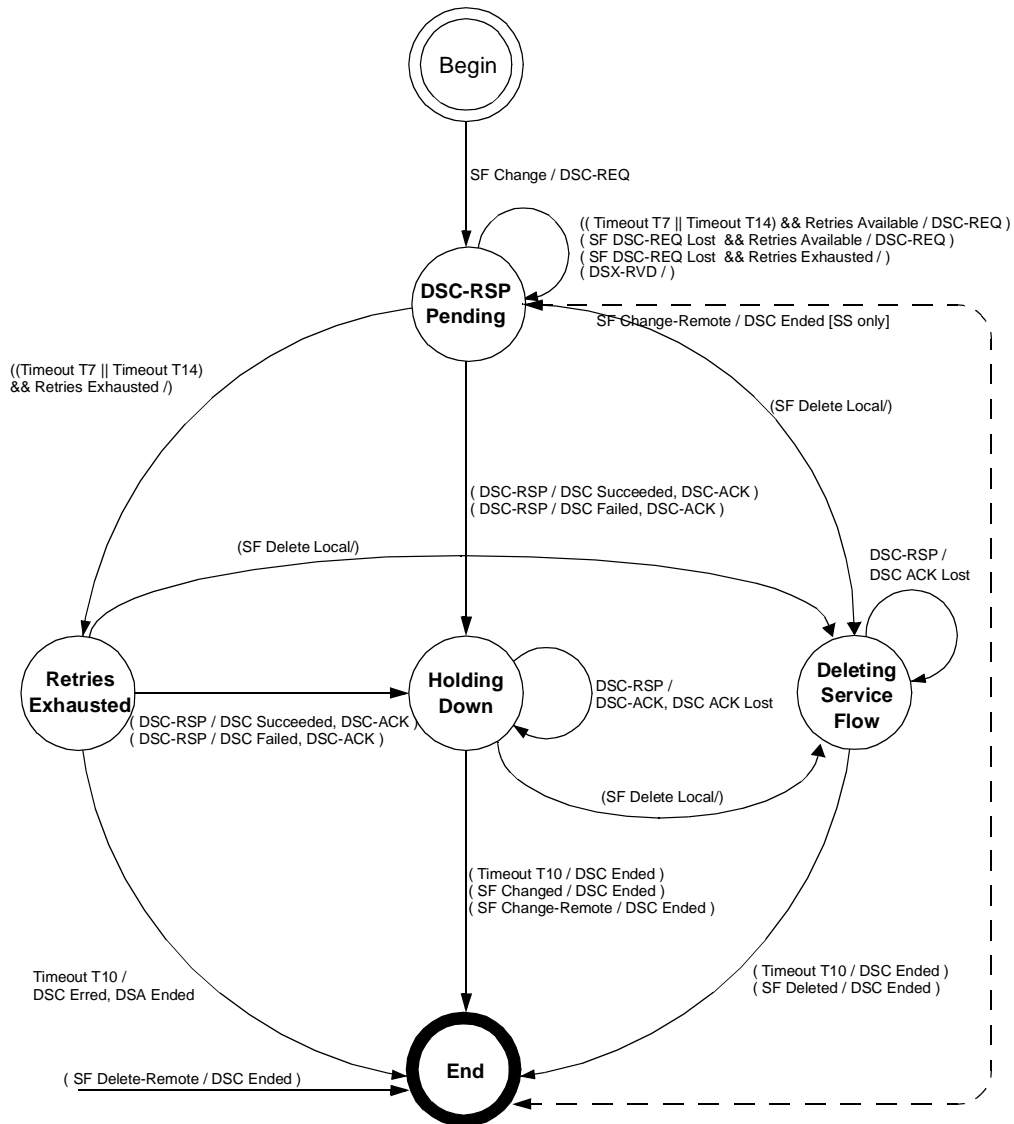 Begin
SF Change / DSC-REQ
(( Timeout T7 || Timeout T14) && Retries Available / DSC-REQ )
( SF DSC-REQ Lost && Retries Available / DSC-REQ )
( SF DSC-REQ Lost && Retries Exhausted / )
( DSX-RVD / )
DSC-RSP
Pending
SF Change-Remote / DSC Ended [SS only]
((Timeout T7 || Timeout T14)
&& Retries Exhausted /)
(SF Delete Local/)
( DSC-RSP / DSC Succeeded, DSC-ACK )
( DSC-RSP / DSC Failed, DSC-ACK )
(SF Delete Local/)
DSC-RSP /
DSC ACK Lost
Retries
Exhausted
Holding
Down
DSC-RSP /
DSC-ACK, DSC ACK Lost
Deleting
Service
Flow
( DSC-RSP / DSC Succeeded, DSC-ACK )
( DSC-RSP / DSC Failed, DSC-ACK )
(SF Delete Local/)
( Timeout T10 / DSC Ended )
( SF Changed / DSC Ended )
( SF Change-Remote / DSC Ended )
Timeout T10 /
DSC Erred, DSA Ended
( Timeout T10 / DSC Ended )
( SF Deleted / DSC Ended )
( SF Delete-Remote / DSC Ended )
End